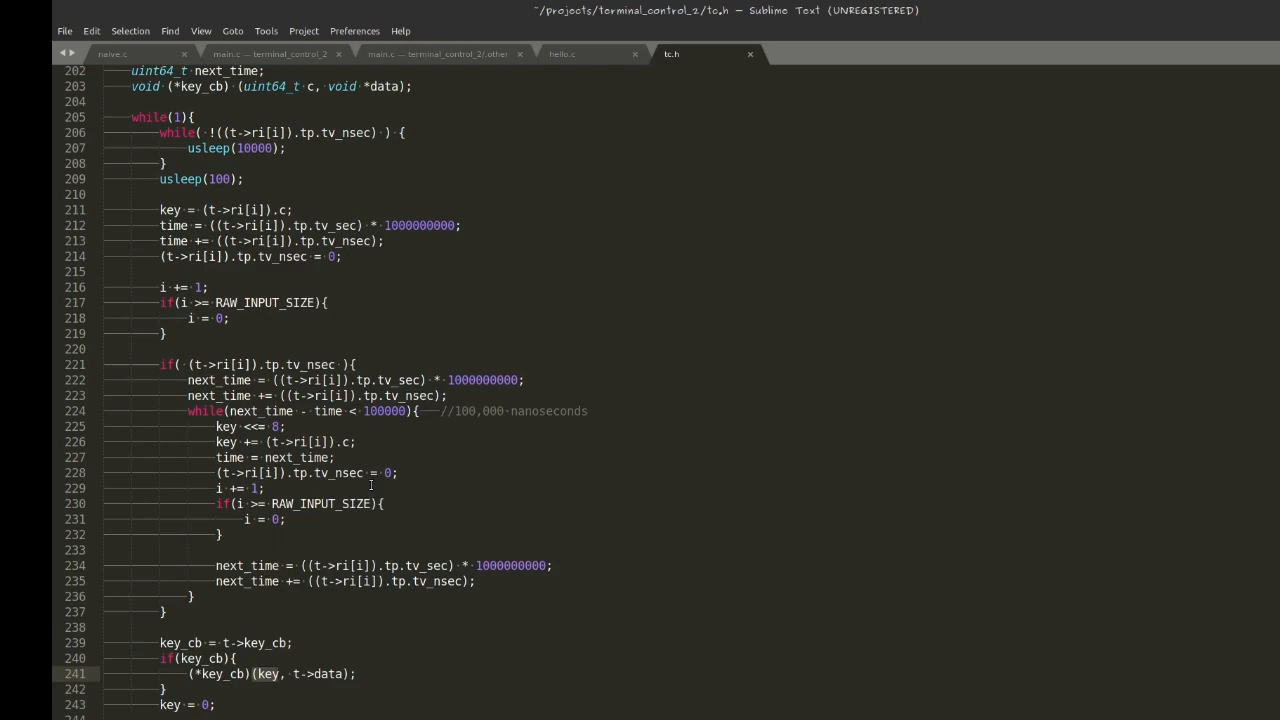 ~/projects/terminal_control_2/tc.h — Sublime Text (UNREGISTERED)
File Edit Selection Find View Goto Tools Project Preferences Help
naive.c × main.c — terminal_control_2 × main.c — terminal_control_2/.other × hello.c × tc.h ×
202 uint64_t next_time;
203 void (*key_cb) (uint64_t c, void *data);
204
205 while(1){
206 while( !((t->ri[i]).tp.tv_nsec) ) {
207 usleep(10000);
208 }
209 usleep(100);
210
211 key = (t->ri[i]).c;
212 time = ((t->ri[i]).tp.tv_sec) * 1000000000;
213 time += ((t->ri[i]).tp.tv_nsec);
214 (t->ri[i]).tp.tv_nsec = 0;
215
216 i += 1;
217 if(i >= RAW_INPUT_SIZE){
218 i = 0;
219 }
220
221 if( (t->ri[i]).tp.tv_nsec ){
222 next_time = ((t->ri[i]).tp.tv_sec) * 1000000000;
223 next_time += ((t->ri[i]).tp.tv_nsec);
224 while(next_time - time < 100000){ //100,000 nanoseconds
225 key <<= 8;
226 key += (t->ri[i]).c;
227 time = next_time;
228 (t->ri[i]).tp.tv_nsec = 0;
229 i += 1;
230 if(i >= RAW_INPUT_SIZE){
231 i = 0;
232 }
233
234 next_time = ((t->ri[i]).tp.tv_sec) * 1000000000;
235 next_time += ((t->ri[i]).tp.tv_nsec);
236 }
237 }
238
239 key_cb = t->key_cb;
240 if(key_cb){
241 (*key_cb)(key, t->data);
242 }
243 key = 0;
244